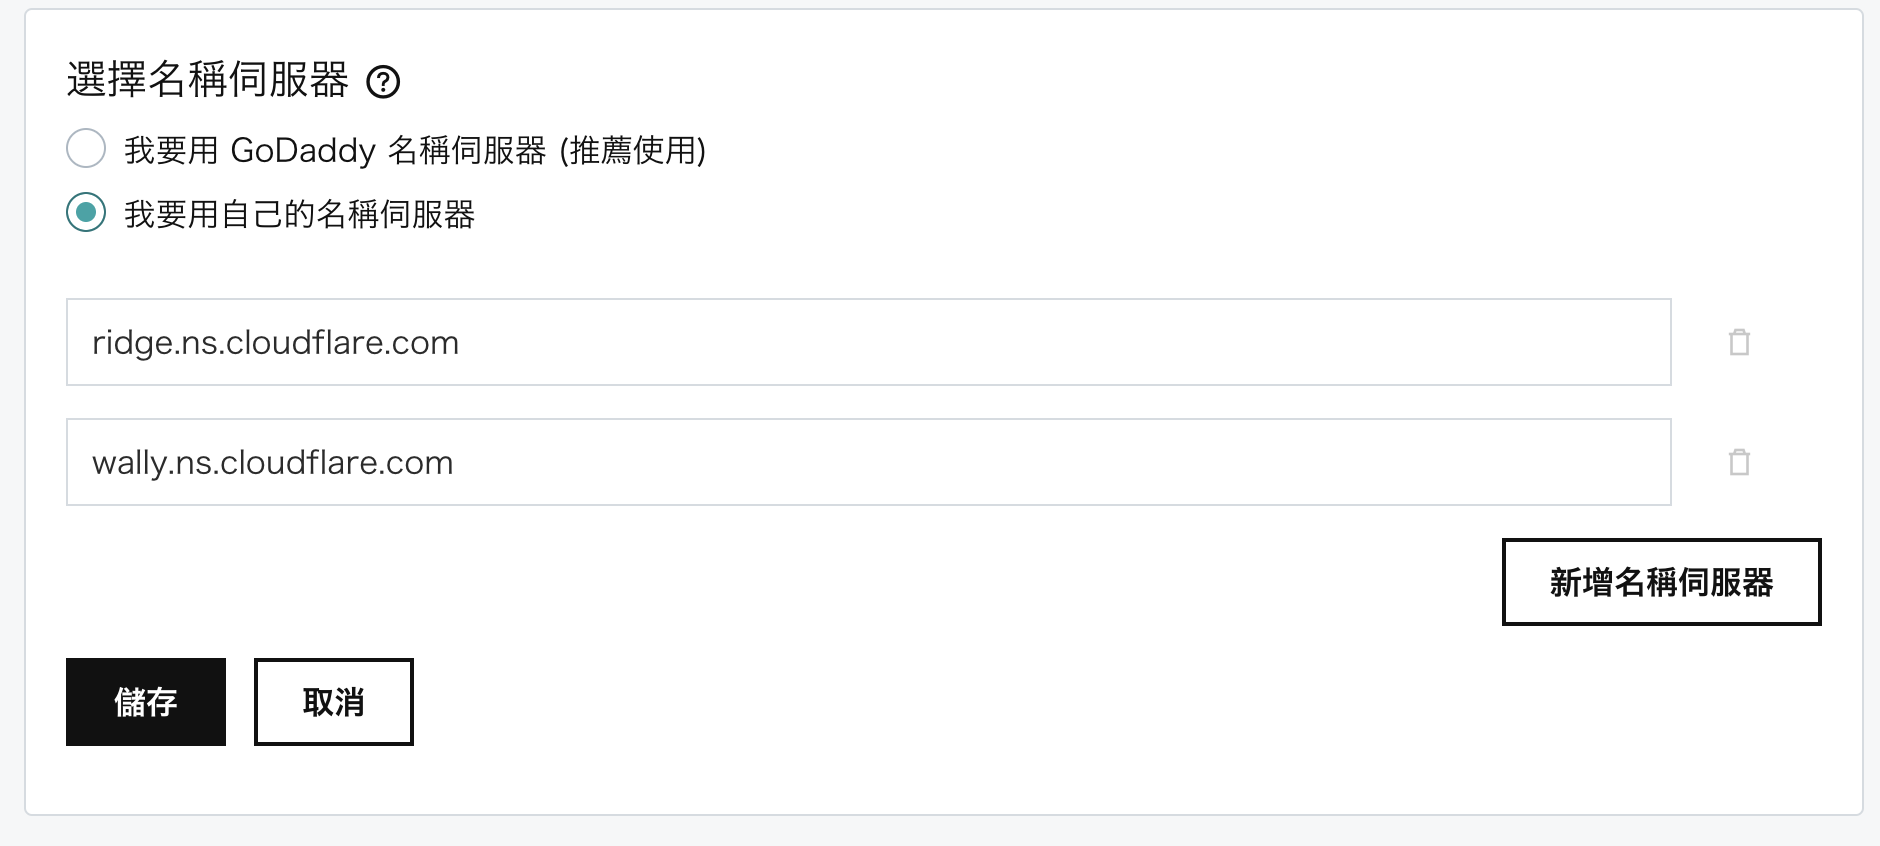 選擇名稱伺服器 ?
我要用 GoDaddy 名稱伺服器 (推薦使用)
我要用自己的名稱伺服器
ridge.ns.cloudflare.com
wally.ns.cloudflare.com
新增名稱伺服器
儲存
取消